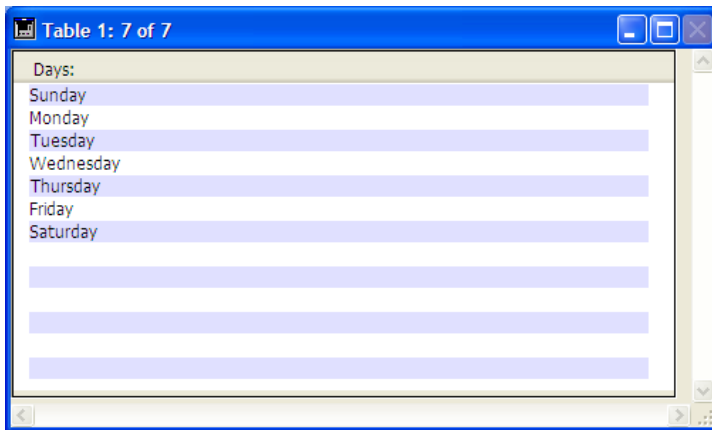 Table 1: 7 of 7
Days:
Sunday
Monday
Tuesday
Wednesday
Thursday
Friday
Saturday